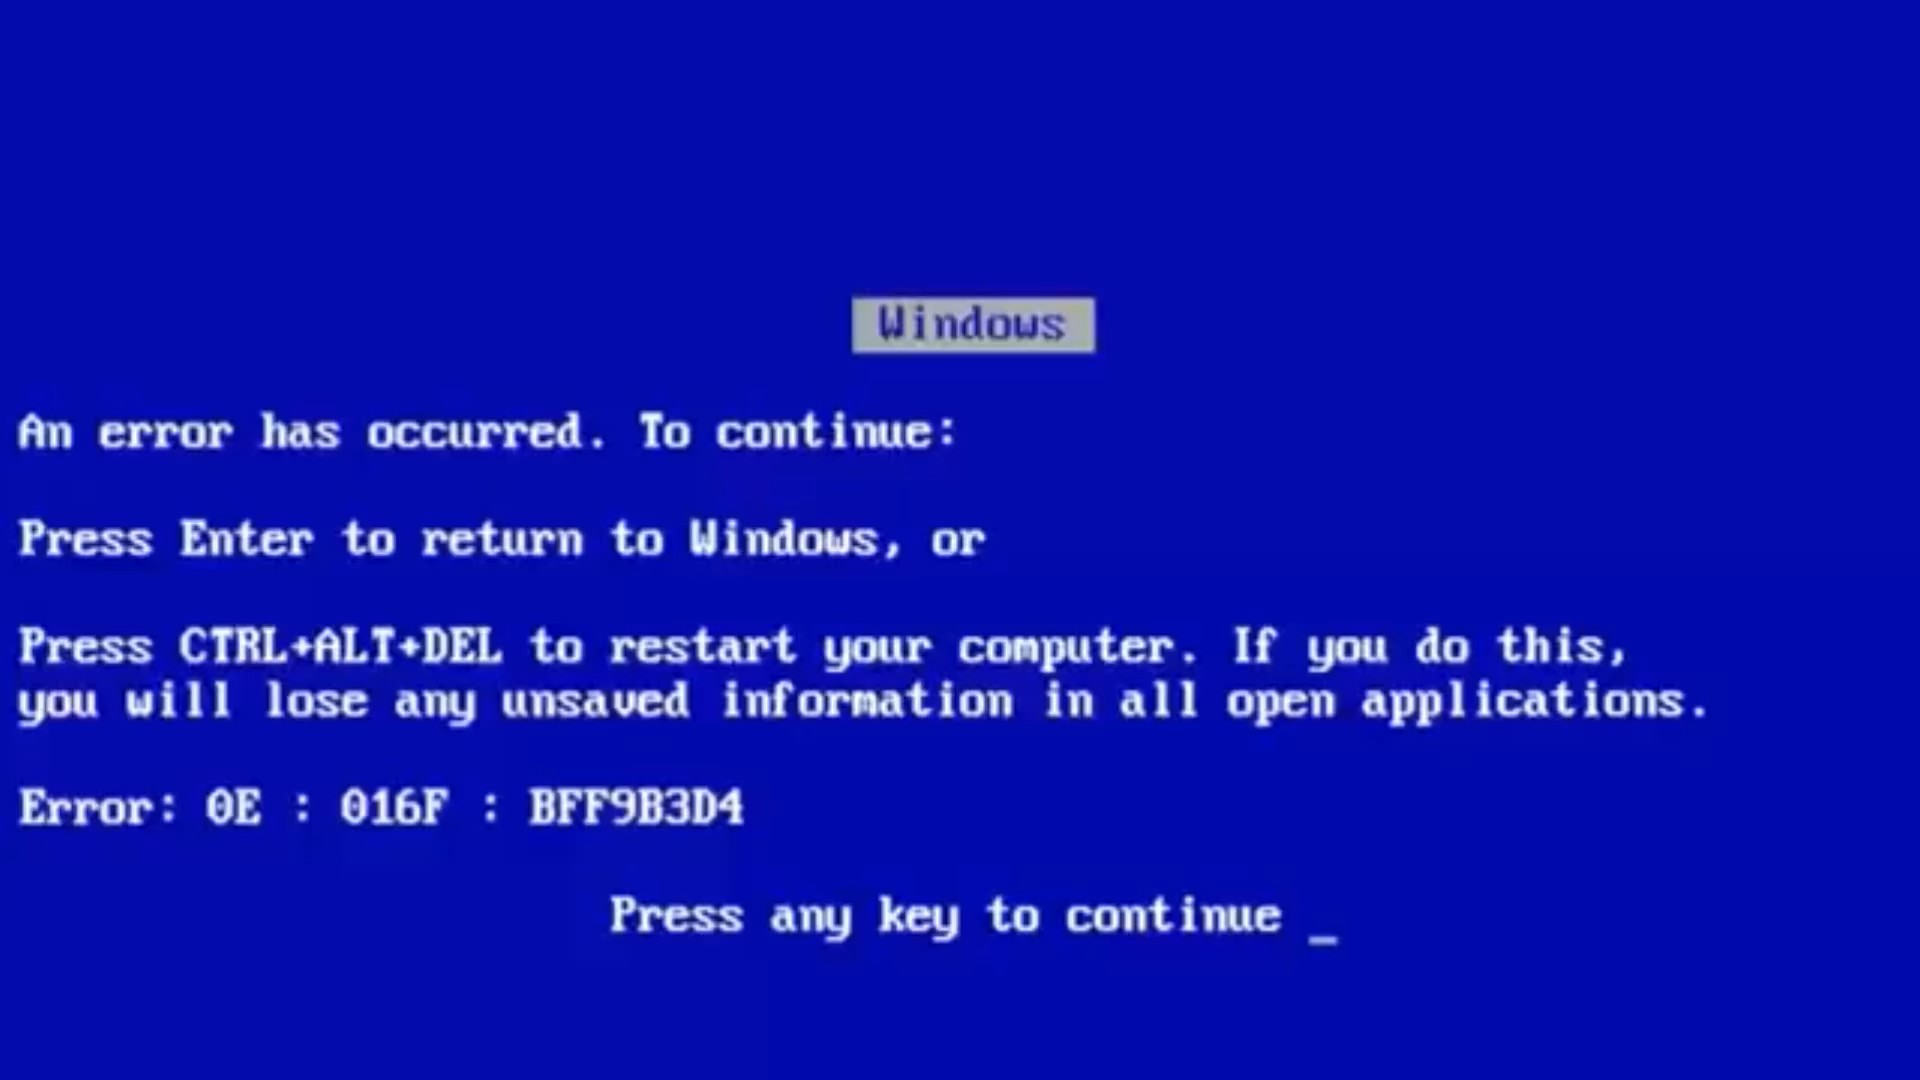 Windows
An error has occurred. To continue:
Press Enter to return to Windows, or
Press CTRL+ALT+DEL to restart your computer. If you do this,
you will lose any unsaved information in all open applications.
Error: 0E : 016F : BFF9B3D4
Press any key to continue _